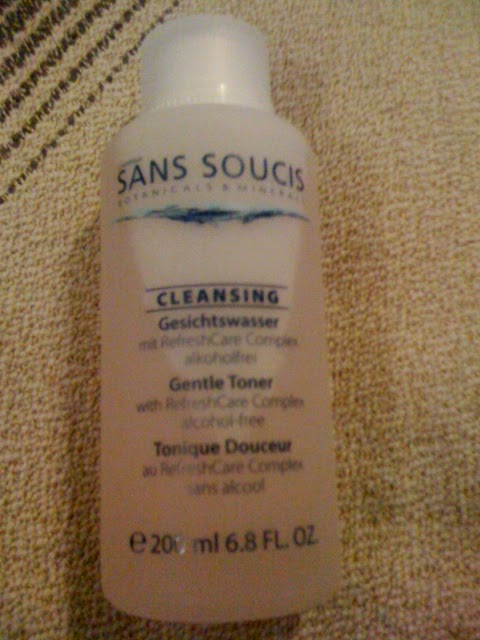 SANS SOUCIS
BOTANICALS & MINERALS
CLEANSING
Gesichtswasser
mit RefreshCare Complex
alkoholfrei
Gentle Toner
with RefreshCare Complex
alcohol-free
Tonique Douceur
au RefreshCare Complex
sans alcool
e 200 ml 6.8 FL. OZ.